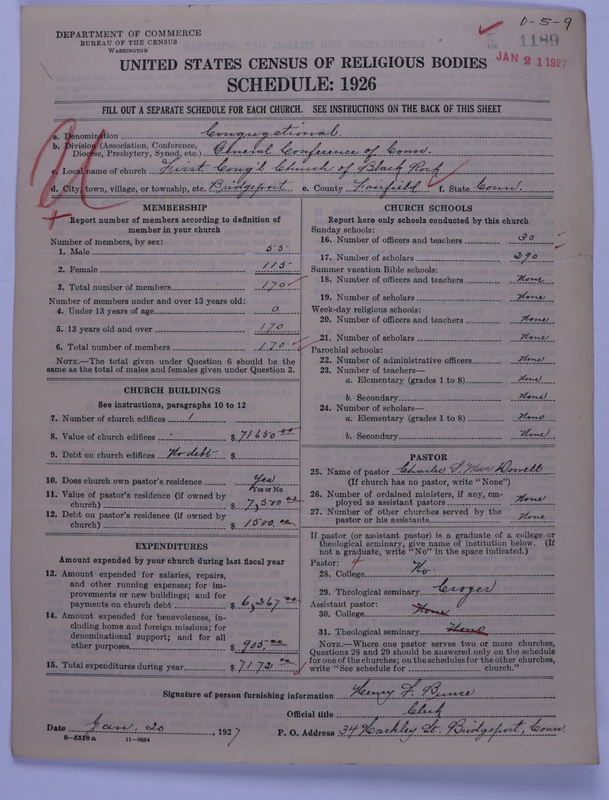 D-5-9
DEPARTMENT OF COMMERCE
BUREAU OF THE CENSUS
WASHINGTON
1189
JAN 21 1927
UNITED STATES CENSUS OF RELIGIOUS BODIES
SCHEDULE: 1926
FILL OUT A SEPARATE SCHEDULE FOR EACH CHURCH. SEE INSTRUCTIONS ON THE BACK OF THIS SHEET
a. Denomination Congregational.
b. Division (Association, Conference, Diocese, Presbytery, Synod, etc.) General Conference of Conn.
c. Local name of church First Cong'l Church of Black Rock
d. City, town, village, or township, etc. Bridgeport e. County Fairfield f. State Conn.
MEMBERSHIP
Report number of members according to definition of
member in your church
Number of members, by sex:
1. Male 55
2. Female 115
3. Total number of members 170
Number of members under and over 13 years old:
4. Under 13 years of age 0
5. 13 years old and over 170
6. Total number of members 170
NOTE.—The total given under Question 6 should be
same as the total of males and females given under Question 3.
CHURCH BUILDINGS
See instructions, paragraphs 10 to 12
7. Number of church edifices 1
8. Value of church edifices $ 71650.00
9. Debt on church edifices No debt $
10. Does church own pastor's residence Yes
Yes or No
11. Value of pastor's residence (if owned by
church) $ 7,500.00
12. Debt on pastor's residence (if owned by
church) $ 1500.00
EXPENDITURES
Amount expended by your church during last fiscal year
13. Amount expended for salaries, repairs,
and other running expenses; for im-
provements or new buildings; and for
payments on church debt $ 6,267.00
14. Amount expended for benevolences, in-
cluding home and foreign missions; for
denominational support; and for all
other purposes $ 905.00
15. Total expenditures during year $ 7172.00
CHURCH SCHOOLS
Report here only schools conducted by this church
Sunday schools:
16. Number of officers and teachers 30
17. Number of scholars 290
Summer vacation Bible schools:
18. Number of officers and teachers None
19. Number of scholars None
Week-day religious schools:
20. Number of officers and teachers None
21. Number of scholars None
Parochial schools:
22. Number of administrative officers None
23. Number of teachers—
a. Elementary (grades 1 to 8) None
b. Secondary None
24. Number of scholars—
a. Elementary (grades 1 to 8) None
b. Secondary None
PASTOR
25. Name of pastor Charles S. Mac Dowell
(If church has no pastor, write "None")
26. Number of ordained ministers, if any, em-
ployed as assistant pastors None
27. Number of other churches served by the
pastor or his assistants None
If pastor (or assistant pastor) is a graduate of a college or
theological seminary, give name of institution below. (If
not a graduate, write "No" in the space indicated.)
Pastor:
28. College No
29. Theological seminary Crozer
Assistant pastor:
30. College None
31. Theological seminary None
NOTE.—Where one pastor serves two or more churches,
Questions 28 and 29 should be answered only on the schedule
for one of the churches; on the schedules for the other churches,
write "See schedule for church."
Signature of person furnishing information Henry F. Bunce
Official title Clerk
Date Jan. 20, 1927 P. O. Address 34 Hackley St. Bridgeport, Conn.
8-5518 a 11-9034